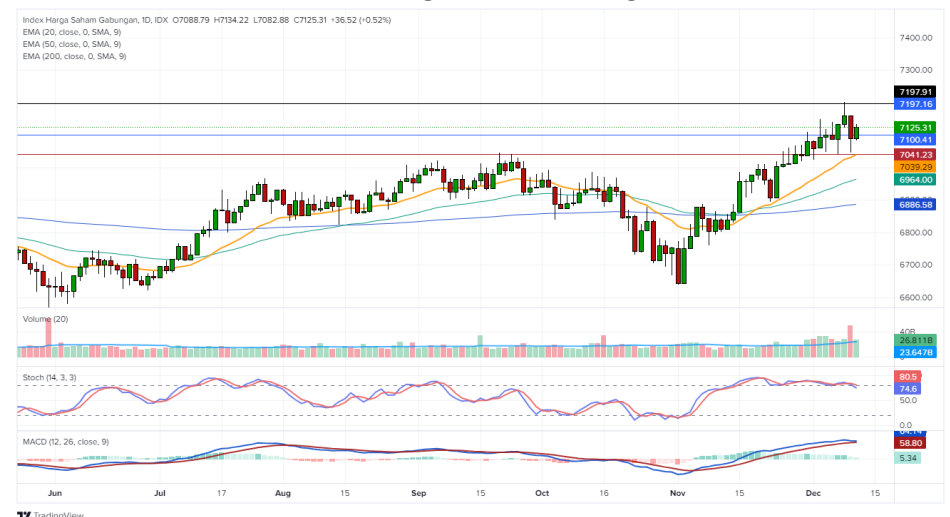 Index Harga Saham Gabungan, 1D, IDX O7088.79 H7134.22 L7082.88 C7125.31 +36.52 (+0.52%)
EMA (20, close, 0, SMA, 9)
EMA (50, close, 0, SMA, 9)
EMA (200, close, 0, SMA, 9)
7400.00
7300.00
7197.91
7197.16
7125.31
7100.41
7041.23
7039.29
6964.00
6886.58
6800.00
6700.00
6600.00
Volume (20)
40B
26.811B
23.647B
Stoch (14, 3, 3)
80.5
74.6
50.0
0.0
MACD (12, 26, close, 9)
58.80
5.34
Jun Jul 17 Aug 15 Sep 15 Oct 16 Nov 15 Dec 15
TradingView